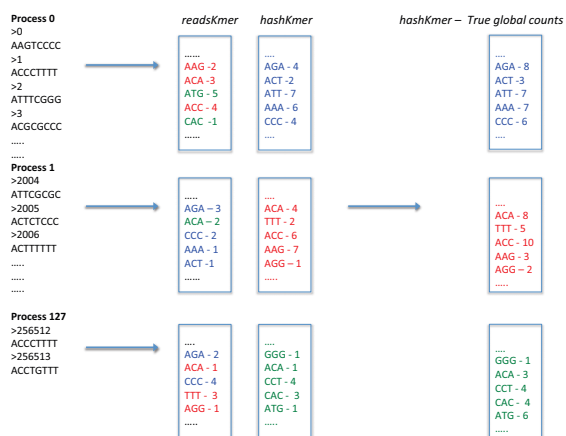 readsKmer hashKmer hashKmer – True global counts
Process 0
>0
AAGTCCCC
>1
ACCCTTTT
>2
ATTTCGGG
>3
ACGCGCCC
.....
.....
......
AAG -2
ACA -3
ATG - 5
ACC - 4
CAC -1
......
....
AGA - 4
ACT -2
ATT - 7
AAA - 6
CCC - 4
....
....
AGA - 8
ACT -3
ATT - 7
AAA - 7
CCC - 6
....
Process 1
>2004
ATTCGCGC
>2005
ACTCTCCC
>2006
ACTTTTTT
.....
.....
.....
.....
AGA – 3
ACA – 2
CCC - 2
AAA - 1
ACT -1
......
....
ACA - 4
TTT - 2
ACC - 6
AAG - 7
AGG – 1
.....
....
ACA - 8
TTT - 5
ACC - 10
AAG - 3
AGG – 2
.....
Process 127
>256512
ACCCTTTT
>256513
ACCTGTTT
....
AGA - 2
ACA - 1
CCC - 4
TTT - 3
AGG - 1
.....
....
GGG - 1
ACA - 1
CCT - 4
CAC - 3
ATG - 1
.....
....
GGG - 1
ACA - 3
CCT - 4
CAC - 4
ATG - 6
.....